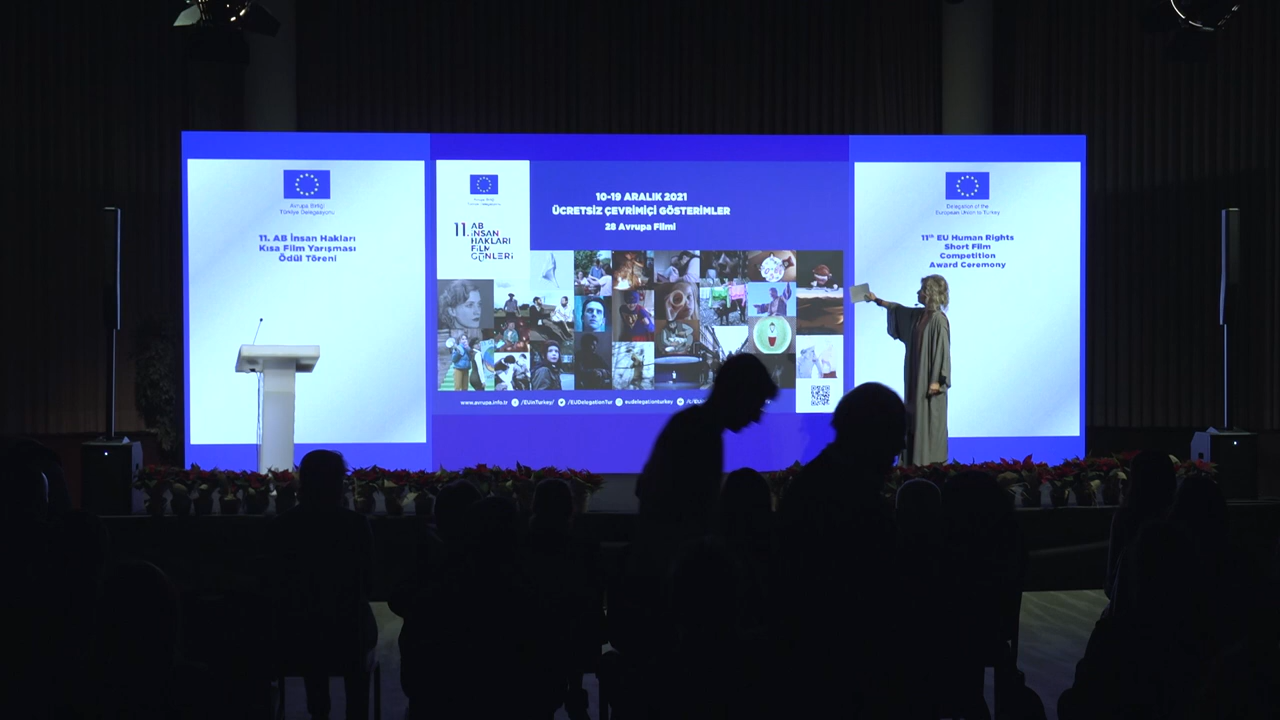 Avrupa Birliği
Türkiye Delegasyonu
11. AB İnsan Hakları
Kısa Film Yarışması
Ödül Töreni
11. AB
İNSAN
HAKLARI
FİLM
GÜNLERİ
10-19 ARALIK 2021
ÜCRETSİZ ÇEVRİMİÇİ GÖSTERİMLER
28 Avrupa Filmi
www.avrupa.info.tr /EUinTurkey/ /EUDelegationTur eudelegationturkey
Delegation of the
European Union to Turkey
11th EU Human Rights
Short Film
Competition
Award Ceremony